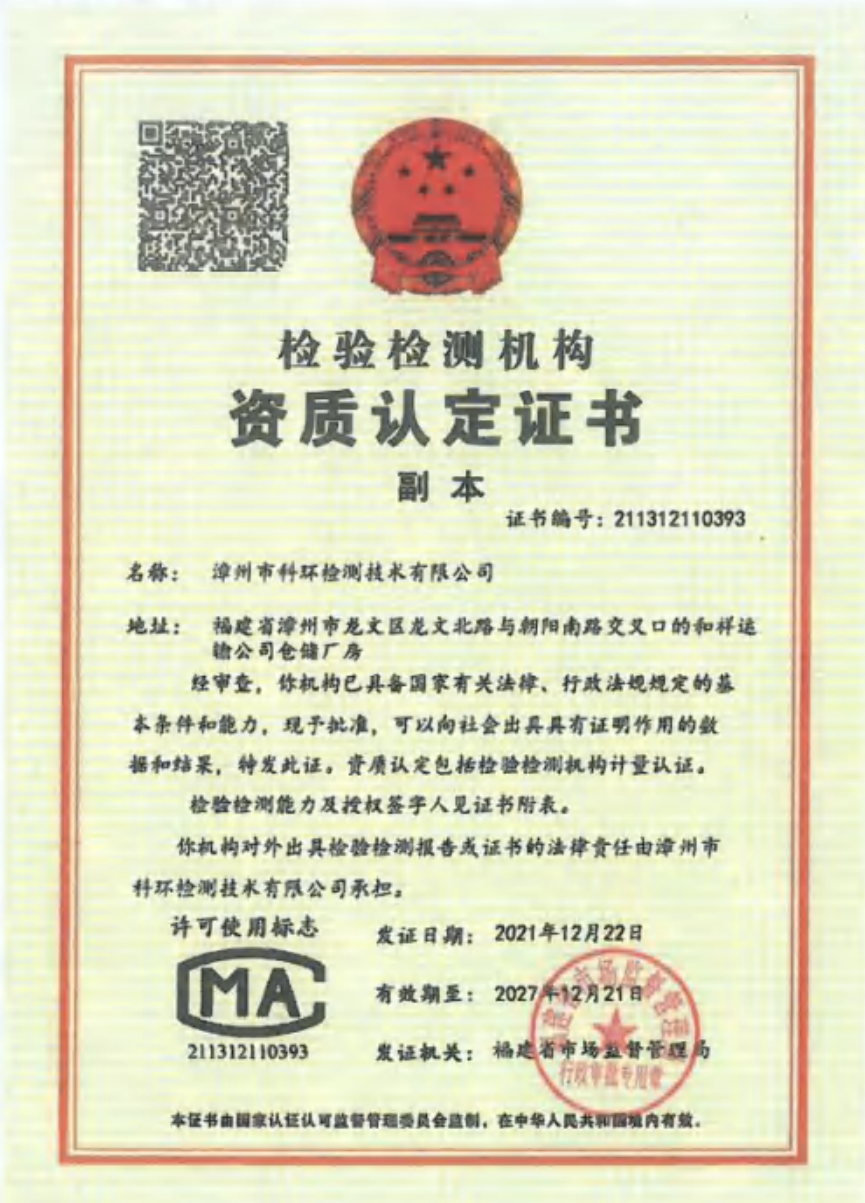 检验检测机构
资质认定证书
副本
证书编号：211312110393
名称： 漳州市科环检测技术有限公司
地址： 福建省漳州市龙文区龙文北路与朝阳南路交叉口的和祥运
输公司仓储厂房
经审查，你机构已具备国家有关法律、行政法规规定的基
本条件和能力，现予批准，可以向社会出具具有证明作用的数
据和结果，特发此证。资质认定包括检验检测机构计量认证。
检验检测能力及授权签字人见证书附表。
你机构对外出具检验检测报告或证书的法律责任由漳州市
科环检测技术有限公司承担。
许可使用标志
MA
211312110393
发证日期： 2021年12月22日
有效期至： 2027年12月21日
发证机关： 福建省市场监督管理局
福建省市场监督管理局
行政审批专用章
本证书由国家认证认可监督管理委员会监制，在中华人民共和国境内有效。